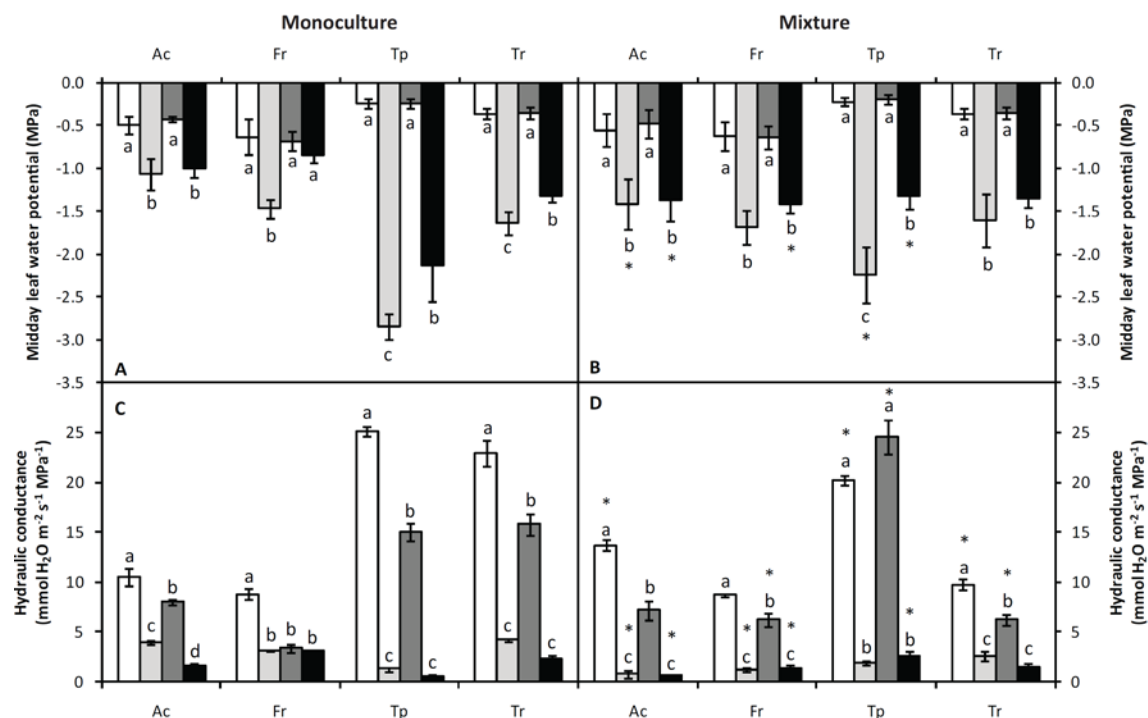 Monoculture Mixture
Ac Fr Tp Tr Ac Fr Tp Tr
Midday leaf water potential (MPa)
0.0
-0.5
-1.0
-1.5
-2.0
-2.5
-3.0
-3.5
a b a b a b a a a c a b a c a b
A
a b * a b * a b a b * a c * a b * a b a b
B
0.0
-0.5
-1.0
-1.5
-2.0
-2.5
-3.0
-3.5
Midday leaf water potential (MPa)
Hydraulic conductance
(mmol H₂O m⁻² s⁻¹ MPa⁻¹)
25
20
15
10
5
0
C
a c b d a b b b a c b c a c b c
D
* a * c b * c a * c * b * c * a b * a * b * a c * b c
25
20
15
10
5
0
Hydraulic conductance
(mmol H₂O m⁻² s⁻¹ MPa⁻¹)
Ac Fr Tp Tr Ac Fr Tp Tr